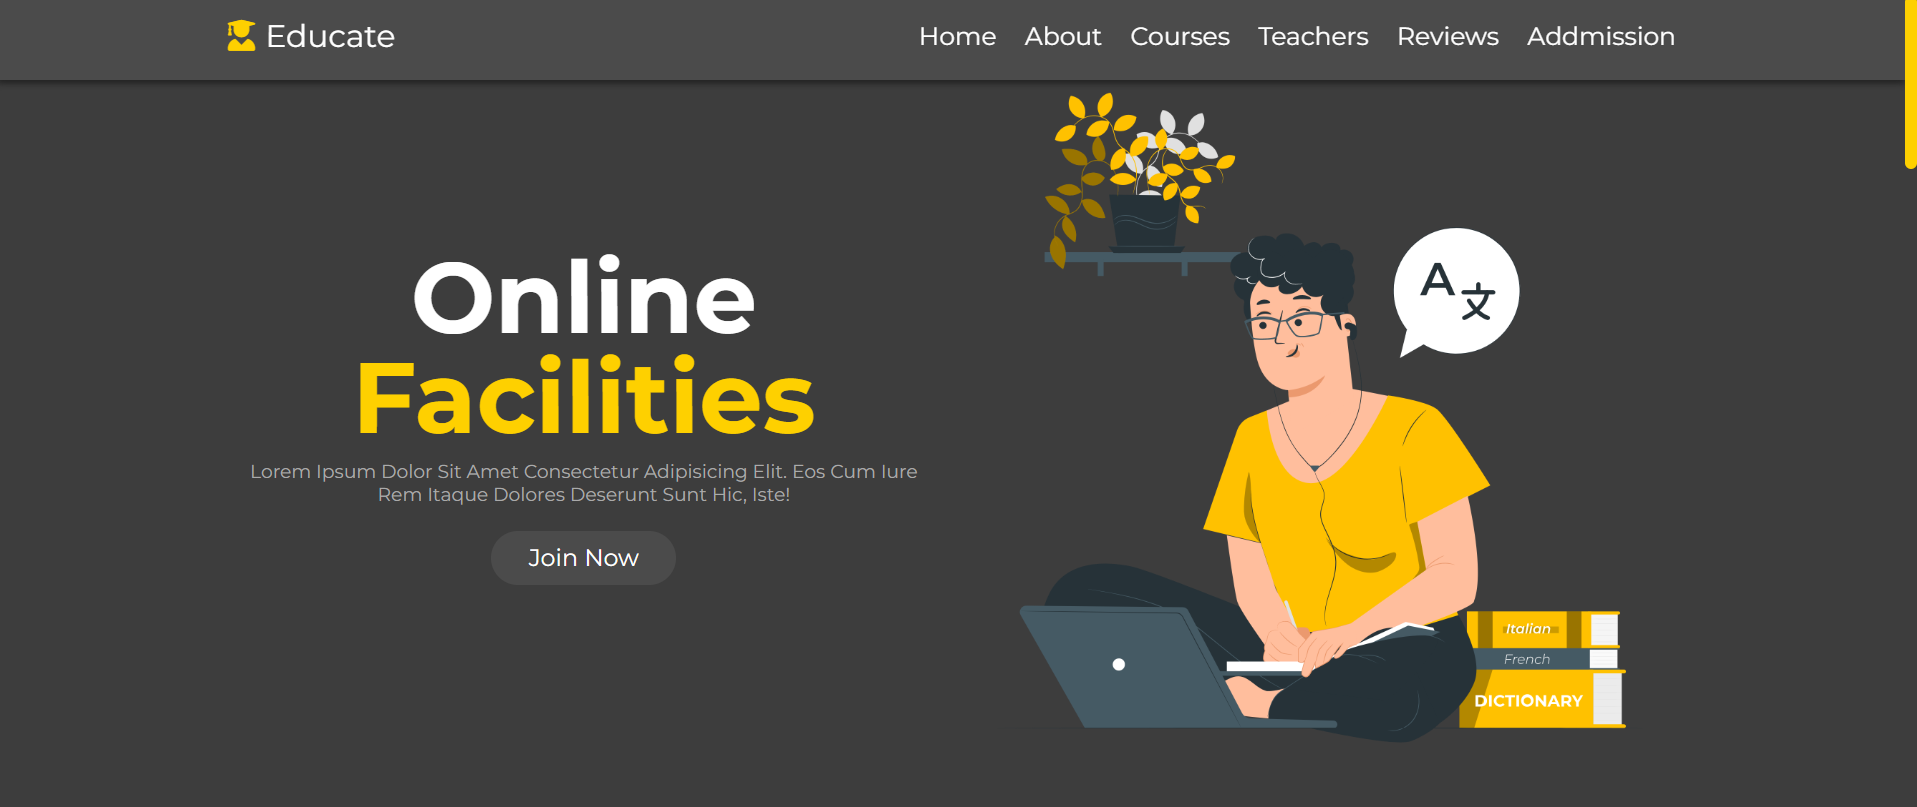 Educate
Home About Courses Teachers Reviews Addmission
Online
Facilities
Lorem Ipsum Dolor Sit Amet Consectetur Adipisicing Elit. Eos Cum Iure
Rem Itaque Dolores Deserunt Sunt Hic, Iste!
Join Now
A 文
Italian
French
DICTIONARY